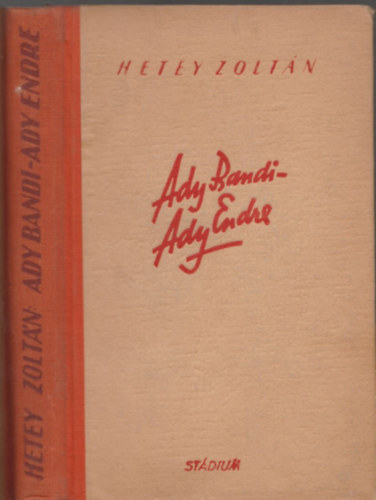 HETEY ZOLTÁN: ADY BANDI-ADY ENDRE
HETEY ZOLTÁN
Ady Bandi-
Ady Endre
STÁDIUM